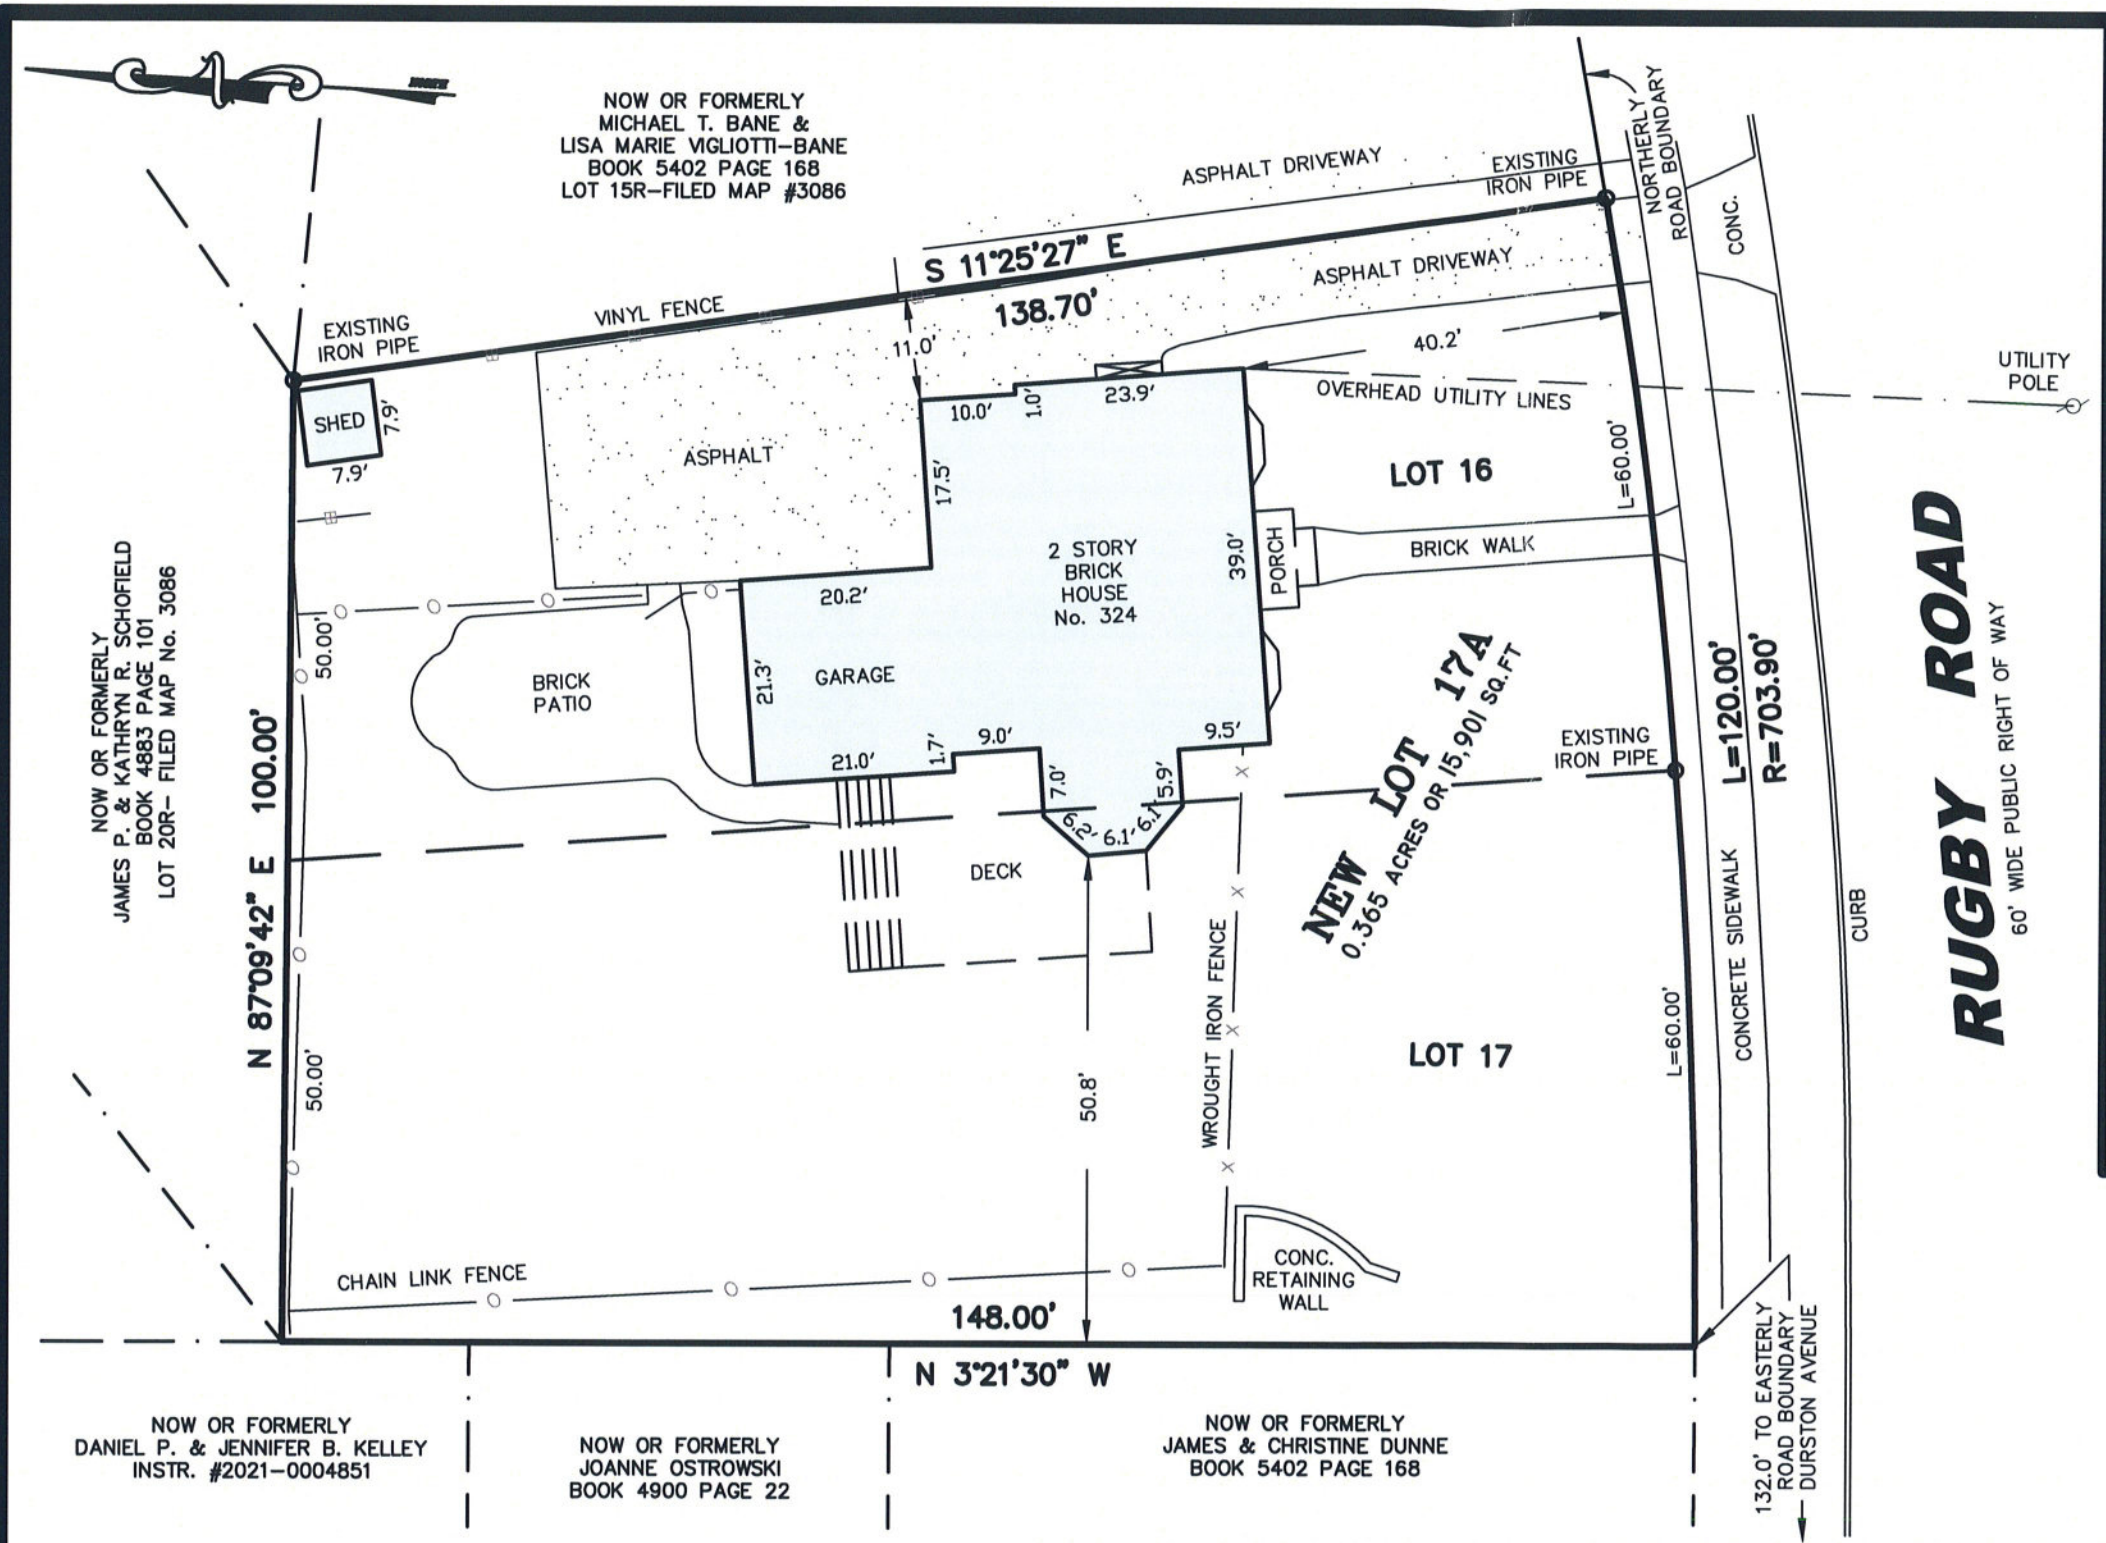 NORTH
NOW OR FORMERLY
MICHAEL T. BANE &
LISA MARIE VIGLIOTTI-BANE
BOOK 5402 PAGE 168
LOT 15R-FILED MAP #3086
ASPHALT DRIVEWAY
EXISTING
IRON PIPE
NORTHERLY
ROAD BOUNDARY
CONC.
S 11°25'27" E
138.70'
ASPHALT DRIVEWAY
VINYL FENCE
EXISTING
IRON PIPE
11.0'
40.2'
UTILITY
POLE
OVERHEAD UTILITY LINES
SHED
7.9'
7.9'
10.0'
1.0'
23.9'
ASPHALT
17.5'
LOT 16
L=60.00'
2 STORY
BRICK
HOUSE
No. 324
39.0'
PORCH
BRICK WALK
20.2'
NOW OR FORMERLY
JAMES P. & KATHRYN R. SCHOFIELD
BOOK 4883 PAGE 101
LOT 20R- FILED MAP No. 3086
50.00'
BRICK
PATIO
21.3'
GARAGE
21.0'
1.7'
9.0'
9.5'
7.0'
5.9'
6.2'
6.1'
6.1'
EXISTING
IRON PIPE
L=120.00'
R=703.90'
RUGBY ROAD
60' WIDE PUBLIC RIGHT OF WAY
N 87°09'42" E 100.00'
DECK
NEW LOT 17A
0.365 ACRES OR 15,901 SQ.FT
CONCRETE SIDEWALK
CURB
WROUGHT IRON FENCE
LOT 17
L=60.00'
50.00'
50.8'
CHAIN LINK FENCE
CONC.
RETAINING
WALL
148.00'
N 3°21'30" W
132.0' TO EASTERLY
ROAD BOUNDARY
DURSTON AVENUE
NOW OR FORMERLY
DANIEL P. & JENNIFER B. KELLEY
INSTR. #2021-0004851
NOW OR FORMERLY
JOANNE OSTROWSKI
BOOK 4900 PAGE 22
NOW OR FORMERLY
JAMES & CHRISTINE DUNNE
BOOK 5402 PAGE 168